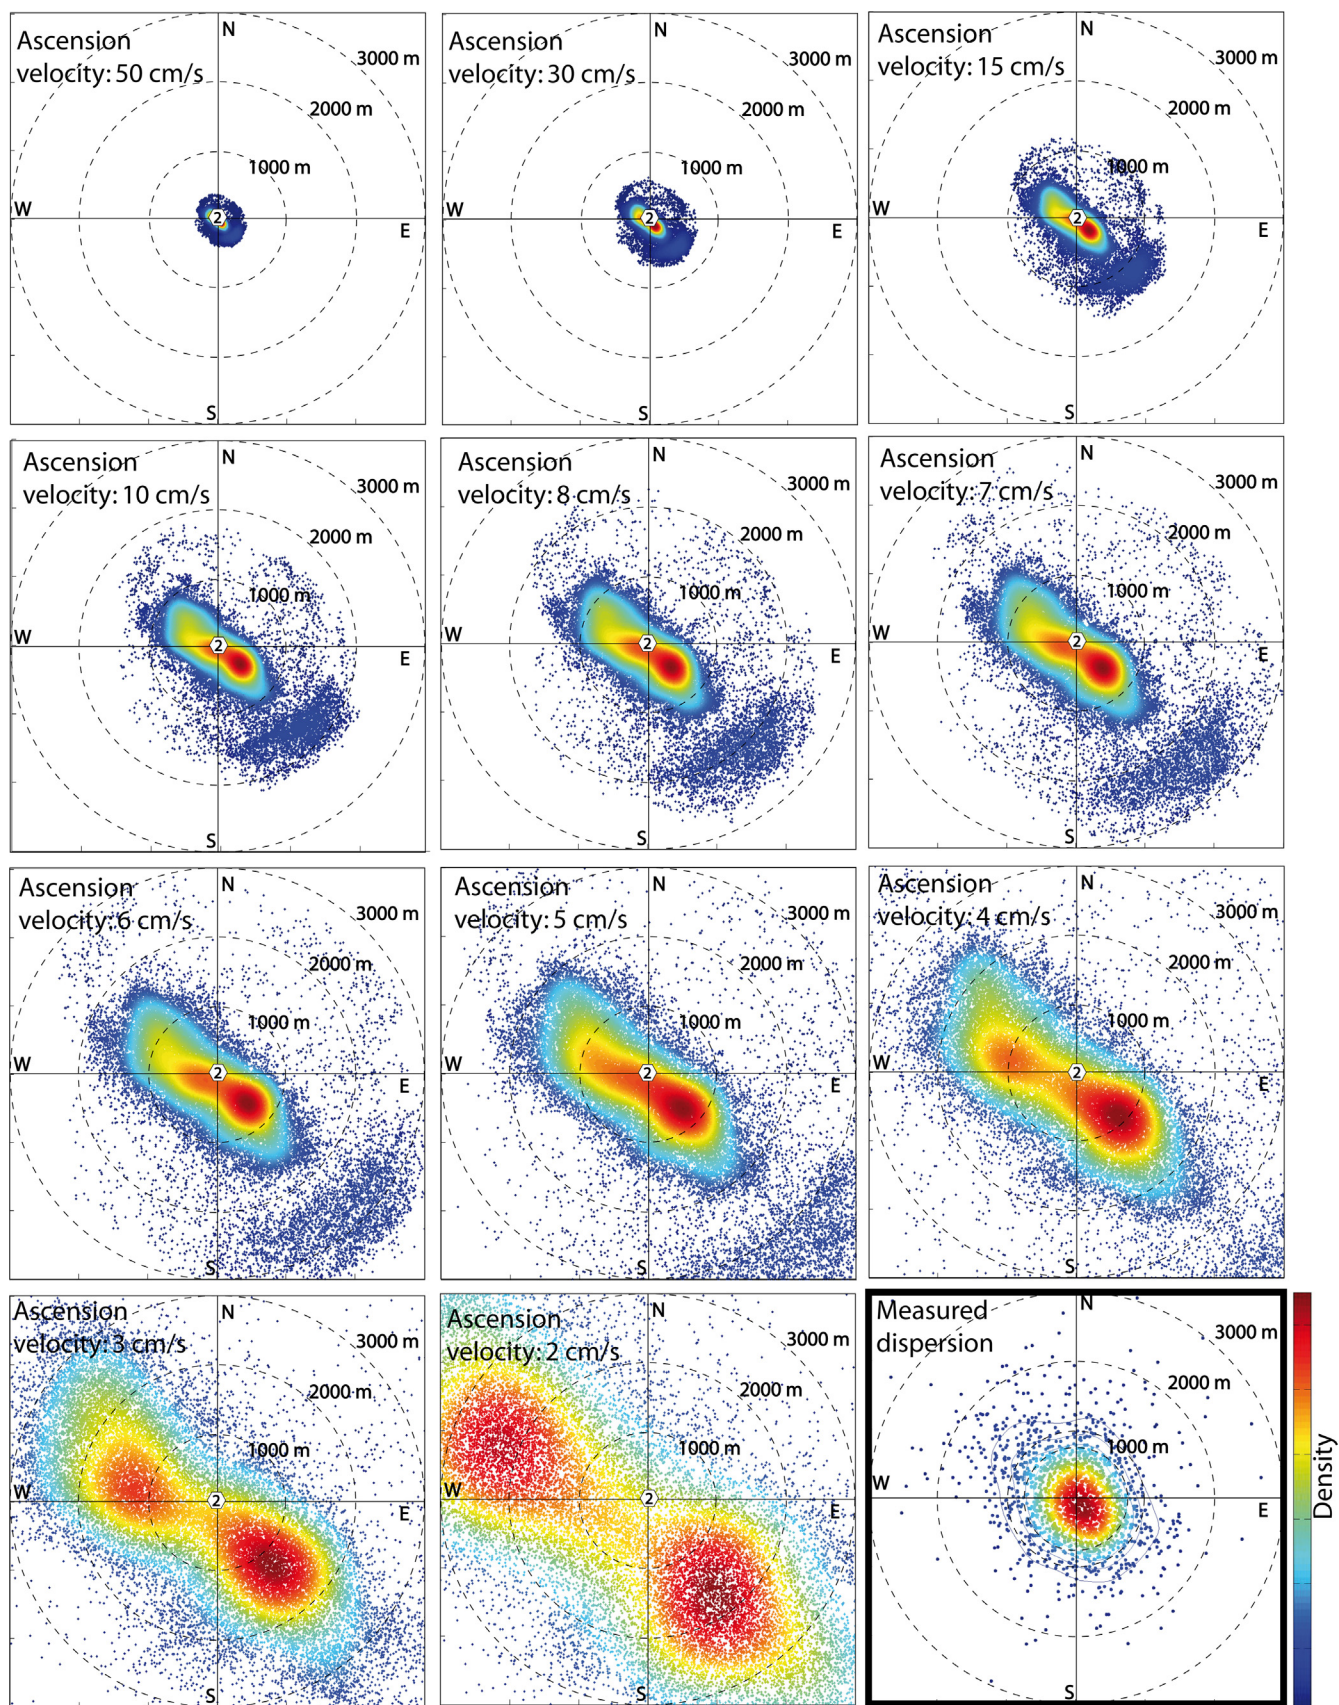 Ascension
velocity: 50 cm/s
N
3000 m
2000 m
1000 m
W
2
E
S
Ascension
velocity: 30 cm/s
N
3000 m
2000 m
1000 m
W
2
E
S
Ascension
velocity: 15 cm/s
N
3000 m
2000 m
1000 m
W
2
E
S
Ascension
velocity: 10 cm/s
N
3000 m
2000 m
1000 m
W
2
E
S
Ascension
velocity: 8 cm/s
N
3000 m
2000 m
1000 m
W
2
E
S
Ascension
velocity: 7 cm/s
N
3000 m
2000 m
1000 m
W
2
E
S
Ascension
velocity: 6 cm/s
N
3000 m
2000 m
1000 m
W
2
E
S
Ascension
velocity: 5 cm/s
N
3000 m
2000 m
1000 m
W
2
E
S
Ascension
velocity: 4 cm/s
N
3000 m
2000 m
1000 m
W
2
E
S
Ascension
velocity: 3 cm/s
N
3000 m
2000 m
1000 m
W
2
E
S
Ascension
velocity: 2 cm/s
N
3000 m
2000 m
1000 m
W
2
E
S
Measured
dispersion
N
3000 m
2000 m
1000 m
W
E
S
Density